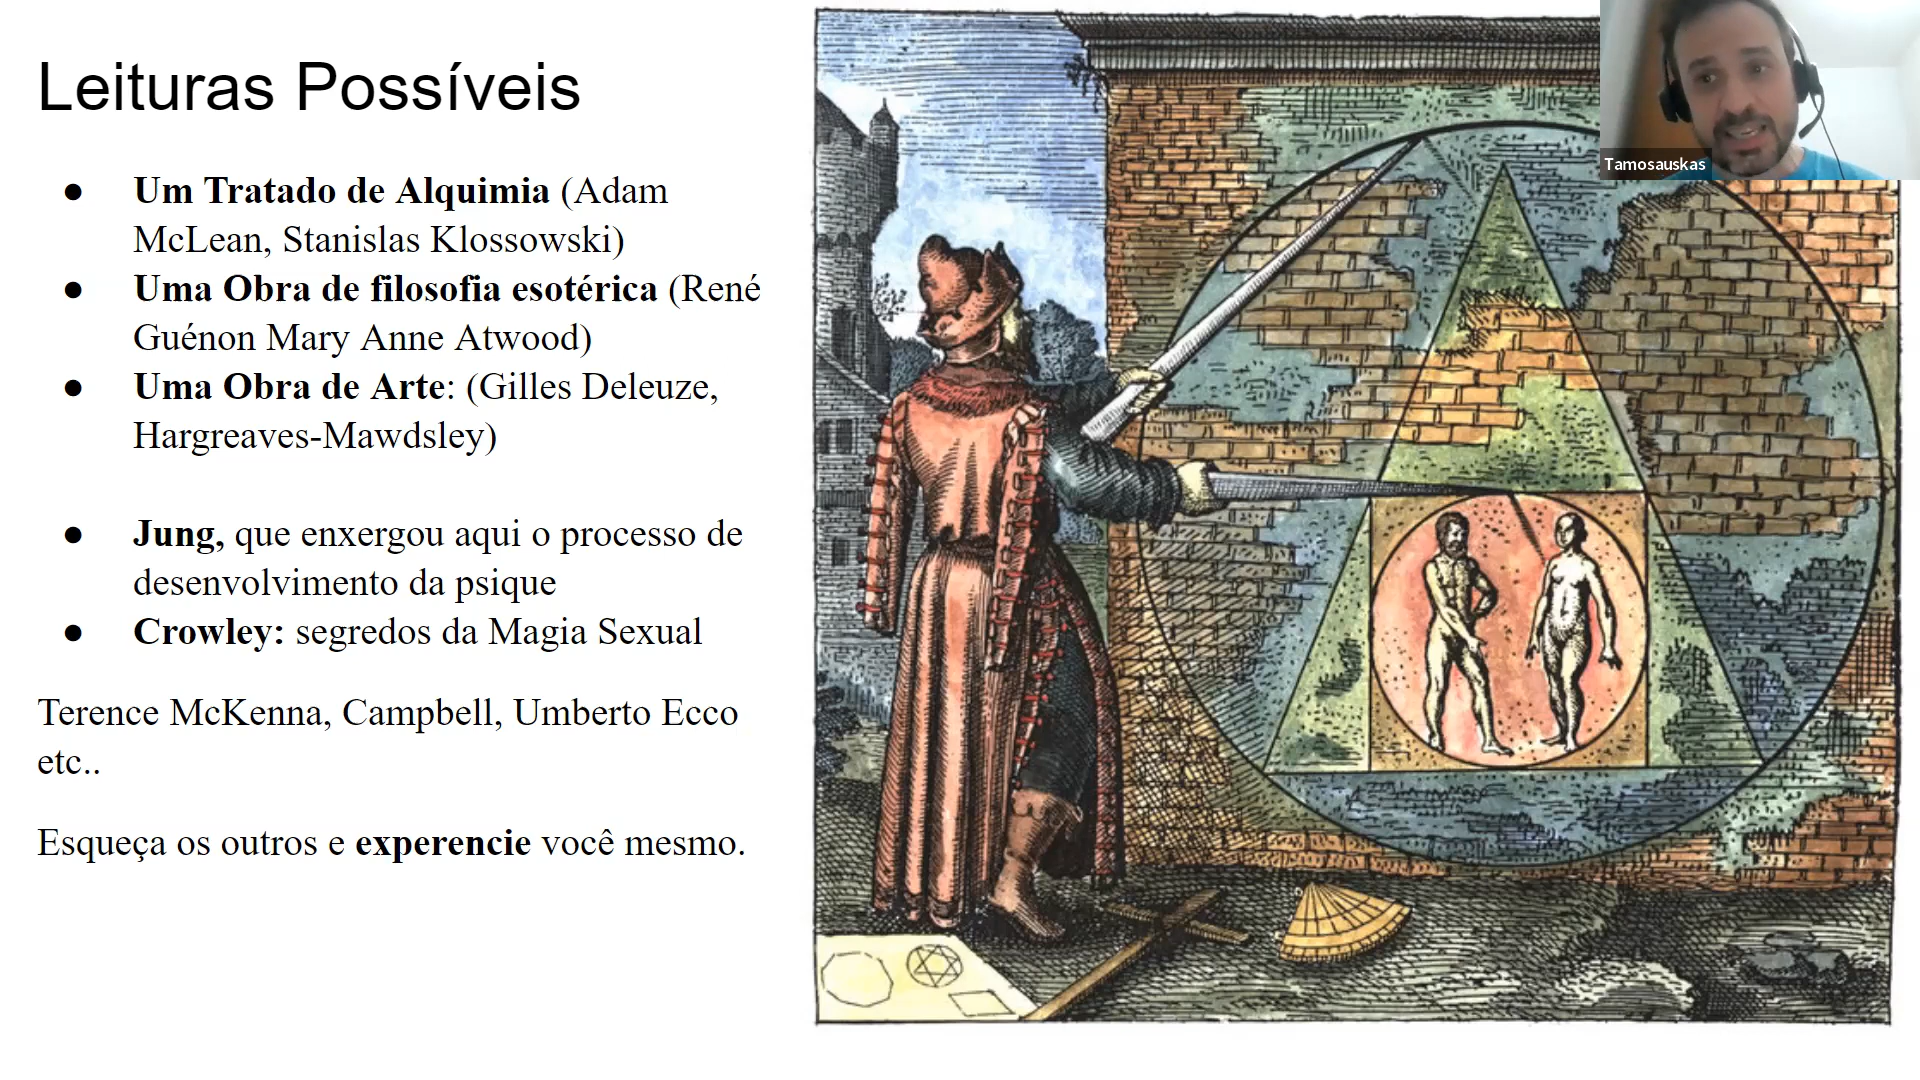 Leituras Possíveis
● Um Tratado de Alquimia (Adam
McLean, Stanislas Klossowski)
● Uma Obra de filosofia esotérica (René
Guénon Mary Anne Atwood)
● Uma Obra de Arte: (Gilles Deleuze,
Hargreaves-Mawdsley)
● Jung, que enxergou aqui o processo de
desenvolvimento da psique
● Crowley: segredos da Magia Sexual
Terence McKenna, Campbell, Umberto Ecco
etc..
Esqueça os outros e experencie você mesmo.
Tamosauskas